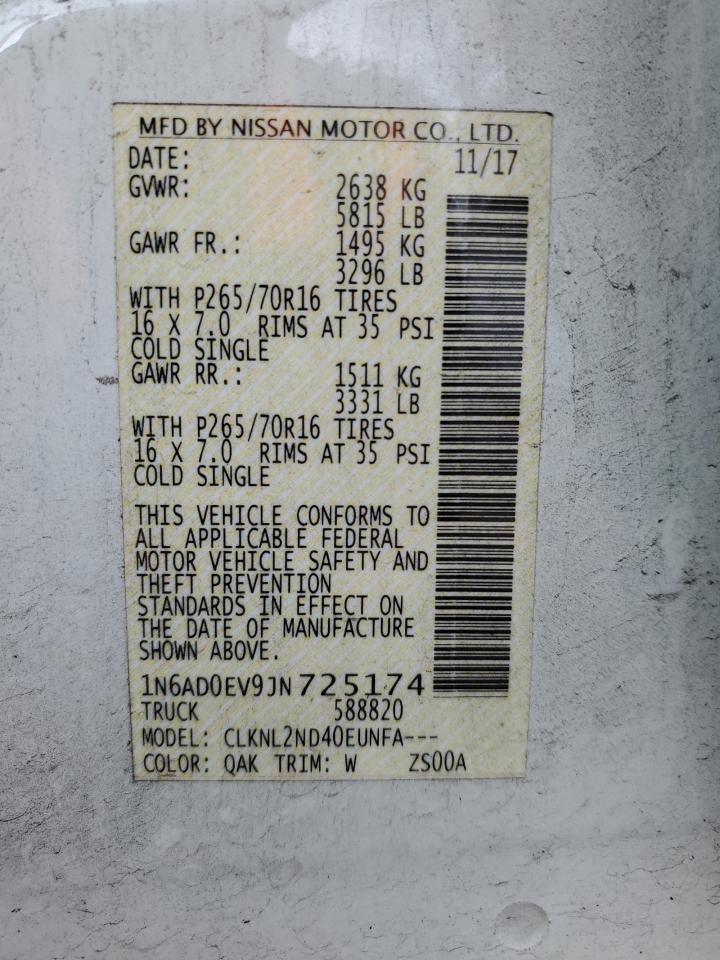 MFD BY NISSAN MOTOR CO., LTD.
DATE: 11/17
GVWR: 2638 KG
5815 LB
GAWR FR.: 1495 KG
3296 LB
WITH P265/70R16 TIRES
16 X 7.0 RIMS AT 35 PSI
COLD SINGLE
GAWR RR.: 1511 KG
3331 LB
WITH P265/70R16 TIRES
16 X 7.0 RIMS AT 35 PSI
COLD SINGLE
THIS VEHICLE CONFORMS TO
ALL APPLICABLE FEDERAL
MOTOR VEHICLE SAFETY AND
THEFT PREVENTION
STANDARDS IN EFFECT ON
THE DATE OF MANUFACTURE
SHOWN ABOVE.
1N6AD0EV9JN725174
TRUCK 588820
MODEL: CLKNL2ND40EUNFA---
COLOR: QAK TRIM: W ZS00A